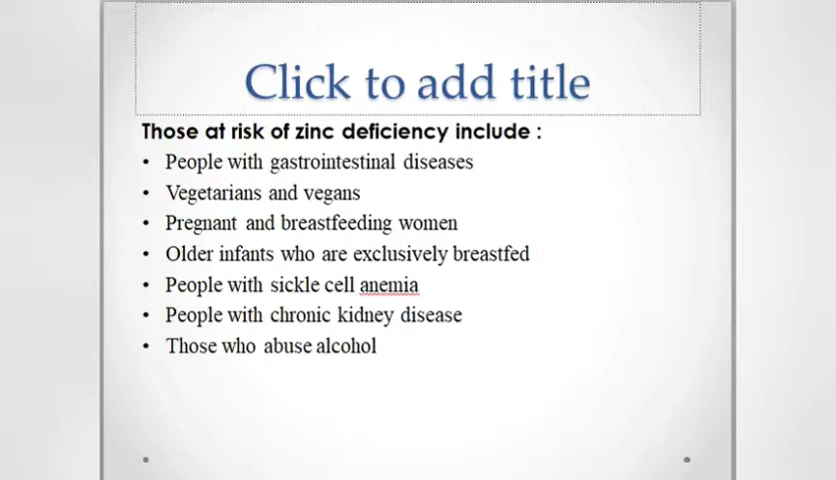 Click to add title
Those at risk of zinc deficiency include :
• People with gastrointestinal diseases
• Vegetarians and vegans
• Pregnant and breastfeeding women
• Older infants who are exclusively breastfed
• People with sickle cell anemia
• People with chronic kidney disease
• Those who abuse alcohol